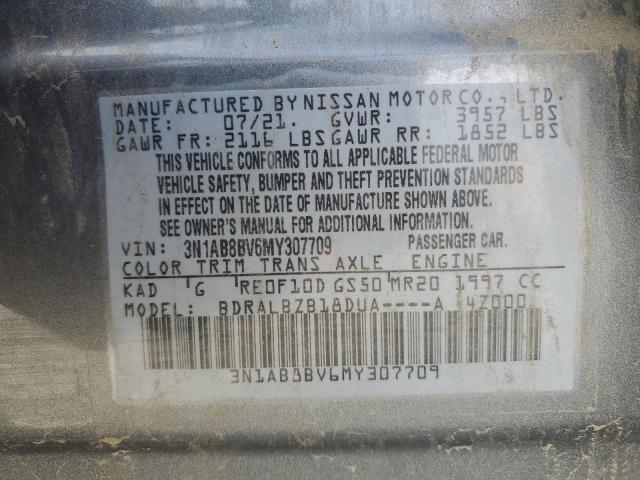 MANUFACTURED BY NISSAN MOTOR CO., LTD.
DATE: 07/21. GVWR: 3957 LBS
GAWR FR: 2116 LBS GAWR RR: 1852 LBS
THIS VEHICLE CONFORMS TO ALL APPLICABLE FEDERAL MOTOR
VEHICLE SAFETY, BUMPER AND THEFT PREVENTION STANDARDS
IN EFFECT ON THE DATE OF MANUFACTURE SHOWN ABOVE.
SEE OWNER'S MANUAL FOR ADDITIONAL INFORMATION.
VIN: 3N1AB8BV6MY307709 PASSENGER CAR.
COLOR TRIM TRANS AXLE ENGINE
KAD G RE0F10D GS50 MR20 1997 CC
MODEL: BDRALBZB18DUA----A 4Z000
3N1AB8BV6MY307709